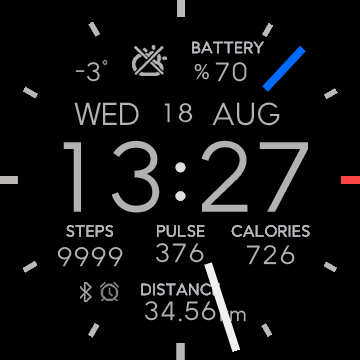 BATTERY
-3° % 70
WED 18 AUG
13:27
STEPS PULSE CALORIES
9999 376 726
DISTANCE
34.56 m